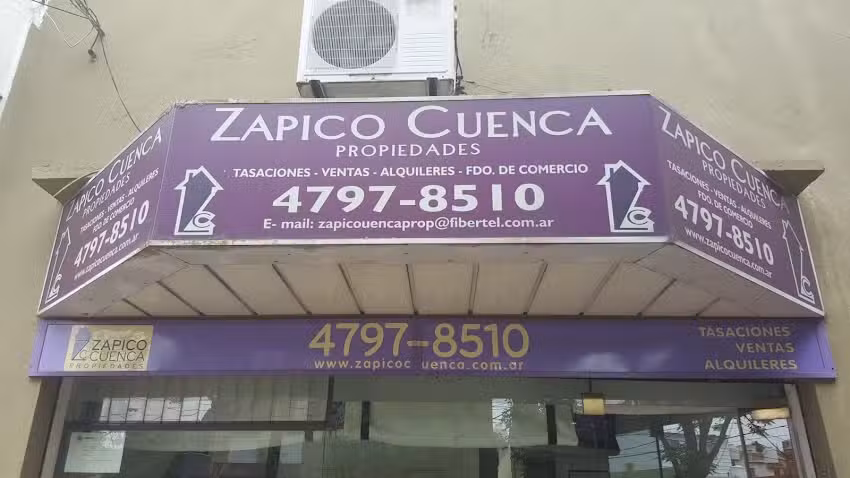 ZAPICO CUENCA
PROPIEDADES
TASACIONES - VENTAS - ALQUILERES - FDO. DE COMERCIO
4797-8510
E- mail: zapicouencaprop@fibertel.com.ar
ZAPICO CUENCA
PROPIEDADES
TASACIONES - VENTAS - ALQUILERES
FDO. DE COMERCIO
4797-8510
www.zapicocuenca.com.ar
ZAPICO CUENCA
PROPIEDADES
TASACIONES - VENTAS - ALQUILERES
- FDO. DE COMERCIO
4797-8510
www.zapicocuenca.com.ar
ZAPICO
CUENCA
PROPIEDADES
4797-8510
www.zapicoc uenca.com.ar
TASACIONES
VENTAS
ALQUILERES